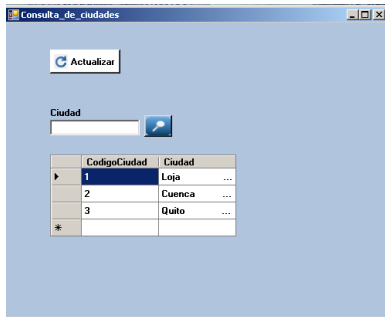 Consulta_de_ciudades
Actualizar
Ciudad
CodigoCiudad Ciudad
1 Loja ...
2 Cuenca ...
3 Quito ...